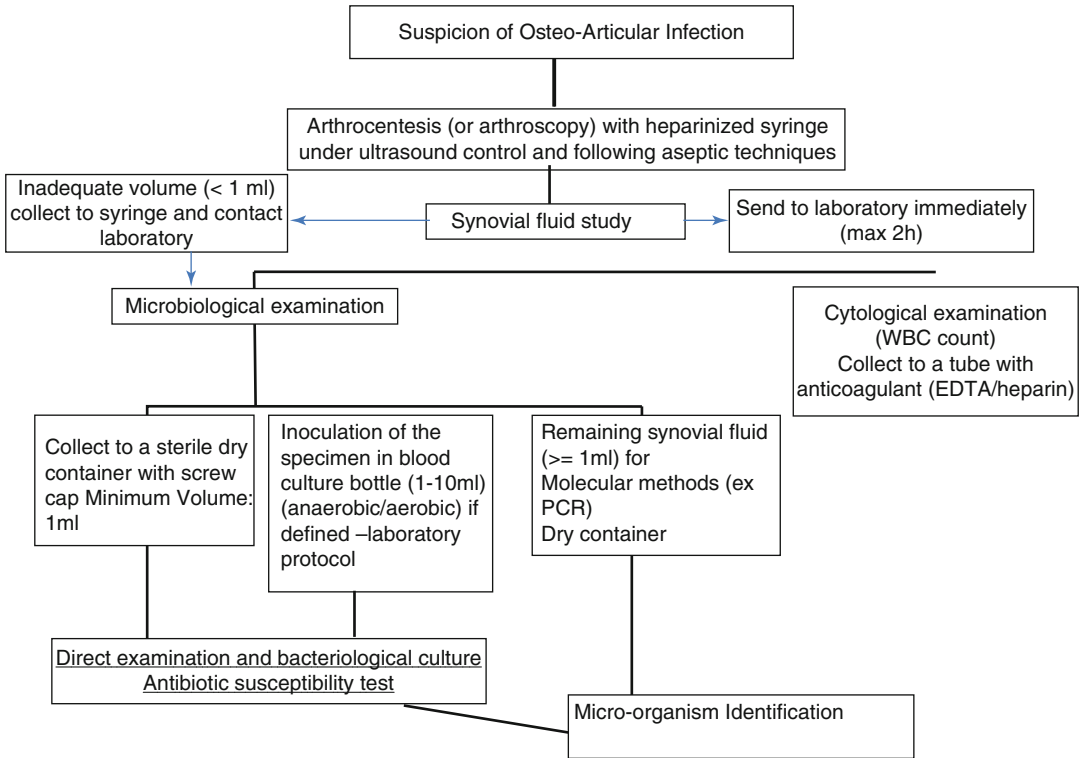 Suspicion of Osteo-Articular Infection
Arthrocentesis (or arthroscopy) with heparinized syringe
under ultrasound control and following aseptic techniques
Inadequate volume (< 1 ml)
collect to syringe and contact
laboratory
Synovial fluid study
Send to laboratory immediately
(max 2h)
Microbiological examination
Cytological examination
(WBC count)
Collect to a tube with
anticoagulant (EDTA/heparin)
Collect to a sterile dry
container with screw
cap Minimum Volume:
1ml
Inoculation of the
specimen in blood
culture bottle (1-10ml)
(anaerobic/aerobic) if
defined –laboratory
protocol
Remaining synovial fluid
(>= 1ml) for
Molecular methods (ex
PCR)
Dry container
Direct examination and bacteriological culture
Antibiotic susceptibility test
Micro-organism Identification